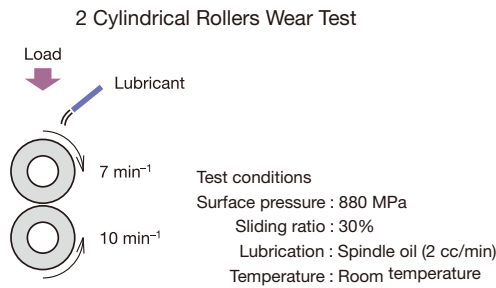 2 Cylindrical Rollers Wear Test
Load
Lubricant
7 min⁻¹
10 min⁻¹
Test conditions
Surface pressure : 880 MPa
Sliding ratio : 30%
Lubrication : Spindle oil (2 cc/min)
Temperature : Room temperature